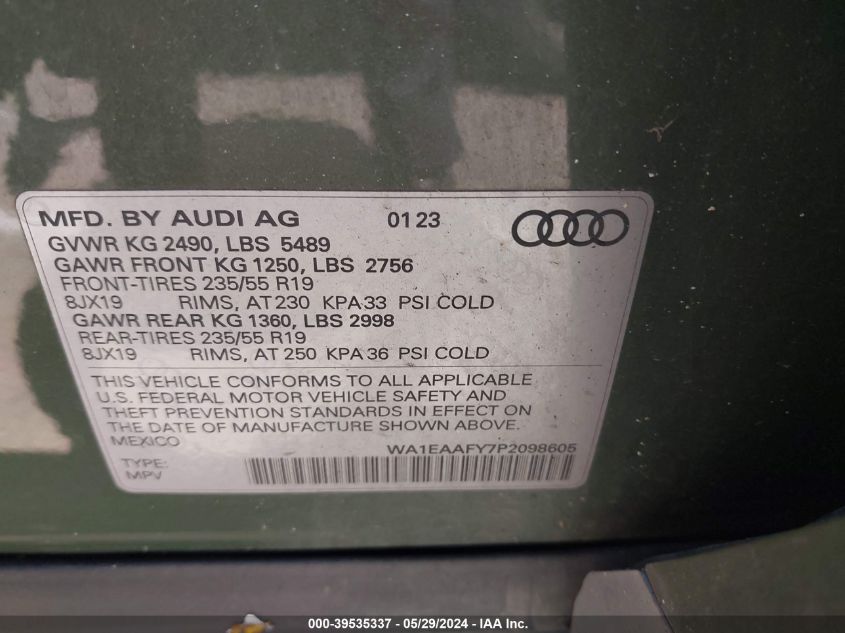 MFD. BY AUDI AG 01 23
GVWR KG 2490, LBS 5489
GAWR FRONT KG 1250, LBS 2756
FRONT-TIRES 235/55 R19
8JX19 RIMS, AT 230 KPA 33 PSI COLD
GAWR REAR KG 1360, LBS 2998
REAR-TIRES 235/55 R19
8JX19 RIMS, AT 250 KPA 36 PSI COLD
THIS VEHICLE CONFORMS TO ALL APPLICABLE
U.S. FEDERAL MOTOR VEHICLE SAFETY AND
THEFT PREVENTION STANDARDS IN EFFECT ON
THE DATE OF MANUFACTURE SHOWN ABOVE.
MEXICO
WA1EAAFY7P2098605
TYPE:
MPV
000-39535337 - 05/29/2024 - IAA Inc.